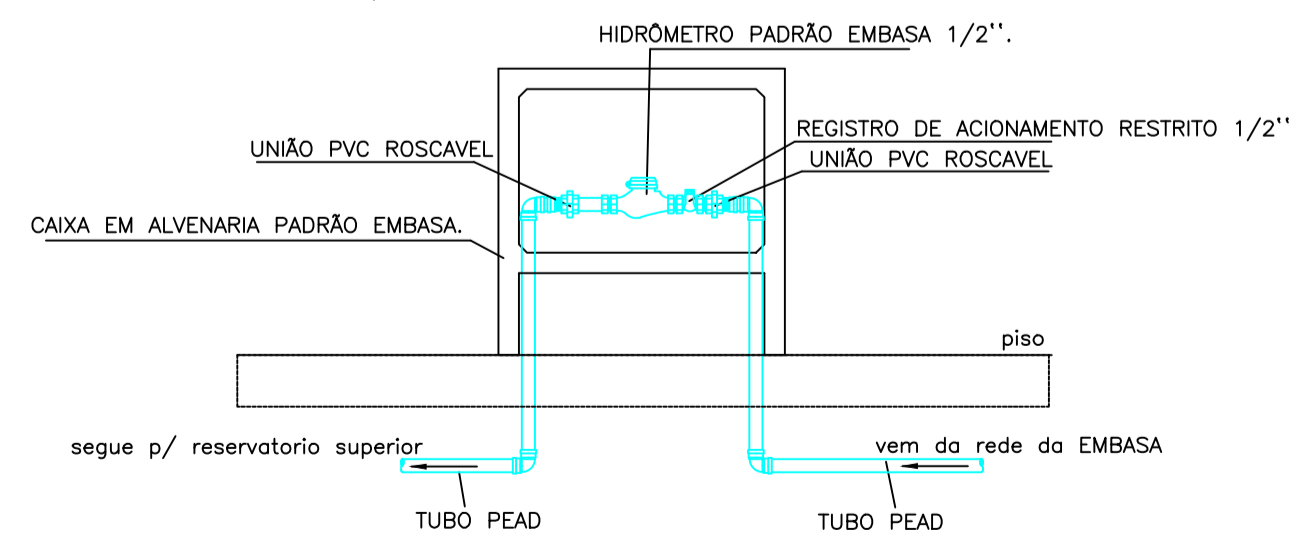 HIDRÔMETRO PADRÃO EMBASA 1/2''.
REGISTRO DE ACIONAMENTO RESTRITO 1/2''
UNIÃO PVC ROSCAVEL
UNIÃO PVC ROSCAVEL
CAIXA EM ALVENARIA PADRÃO EMBASA.
piso
segue p/ reservatorio superior
vem da rede da EMBASA
TUBO PEAD
TUBO PEAD